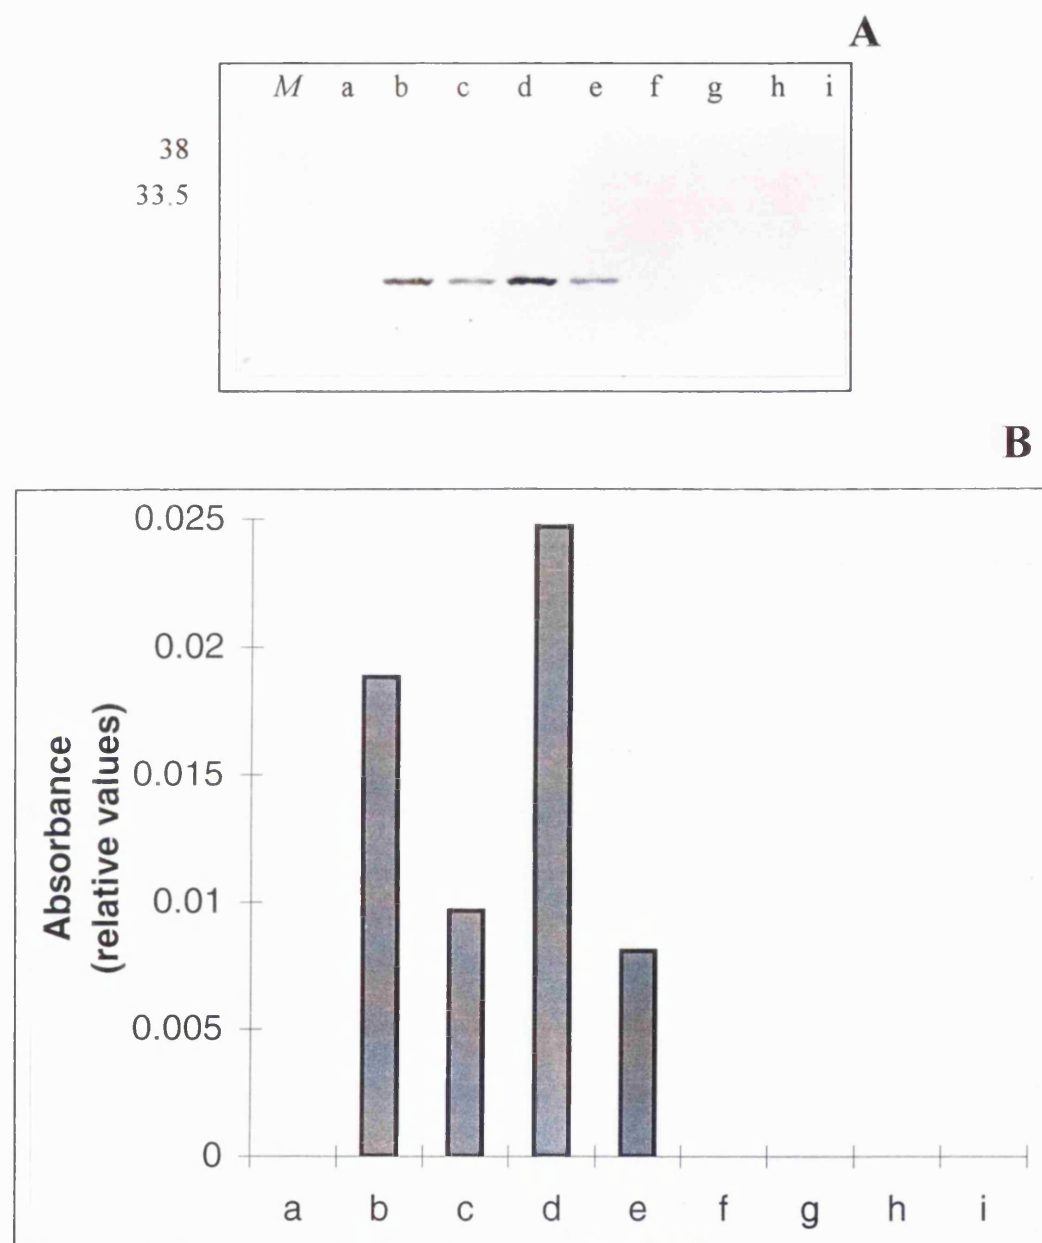 A
M a b c d e f g h i
38
33.5
B
0.025
0.02
0.015
0.01
0.005
0
Absorbance
(relative values)
a b c d e f g h i